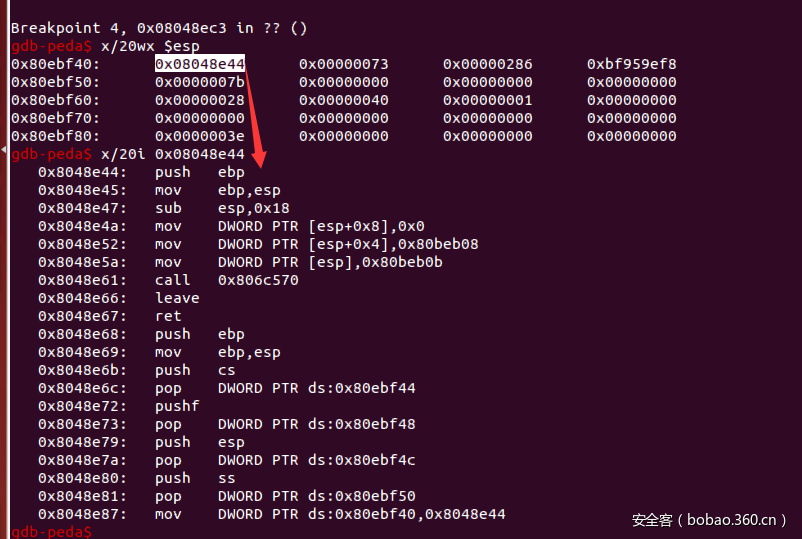 Breakpoint 4, 0x08048ec3 in ?? ()
gdb-peda$ x/20wx $esp
0x80ebf40: 0x08048e44 0x00000073 0x00000286 0xbf959ef8
0x80ebf50: 0x0000007b 0x00000000 0x00000000 0x00000000
0x80ebf60: 0x00000028 0x00000040 0x00000001 0x00000000
0x80ebf70: 0x00000000 0x00000000 0x00000000 0x00000000
0x80ebf80: 0x0000003e 0x00000000 0x00000000 0x00000000
gdb-peda$ x/20i 0x08048e44
0x8048e44: push ebp
0x8048e45: mov ebp,esp
0x8048e47: sub esp,0x18
0x8048e4a: mov DWORD PTR [esp+0x8],0x0
0x8048e52: mov DWORD PTR [esp+0x4],0x80beb08
0x8048e5a: mov DWORD PTR [esp],0x80beb0b
0x8048e61: call 0x806c570
0x8048e66: leave
0x8048e67: ret
0x8048e68: push ebp
0x8048e69: mov ebp,esp
0x8048e6b: push cs
0x8048e6c: pop DWORD PTR ds:0x80ebf44
0x8048e72: pushf
0x8048e73: pop DWORD PTR ds:0x80ebf48
0x8048e79: push esp
0x8048e7a: pop DWORD PTR ds:0x80ebf4c
0x8048e80: push ss
0x8048e81: pop DWORD PTR ds:0x80ebf50
0x8048e87: mov DWORD PTR ds:0x80ebf40,0x8048e44
gdb-peda$
安全客（bobao.360.cn）